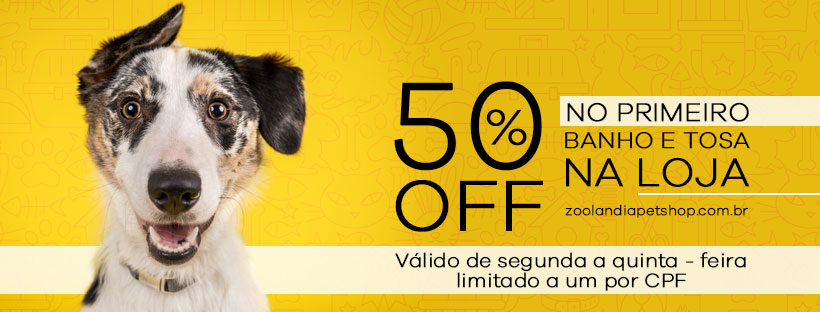 50%
OFF
NO PRIMEIRO
BANHO E TOSA
NA LOJA
zoolandiapetshop.com.br
Válido de segunda a quinta - feira
limitado a um por CPF